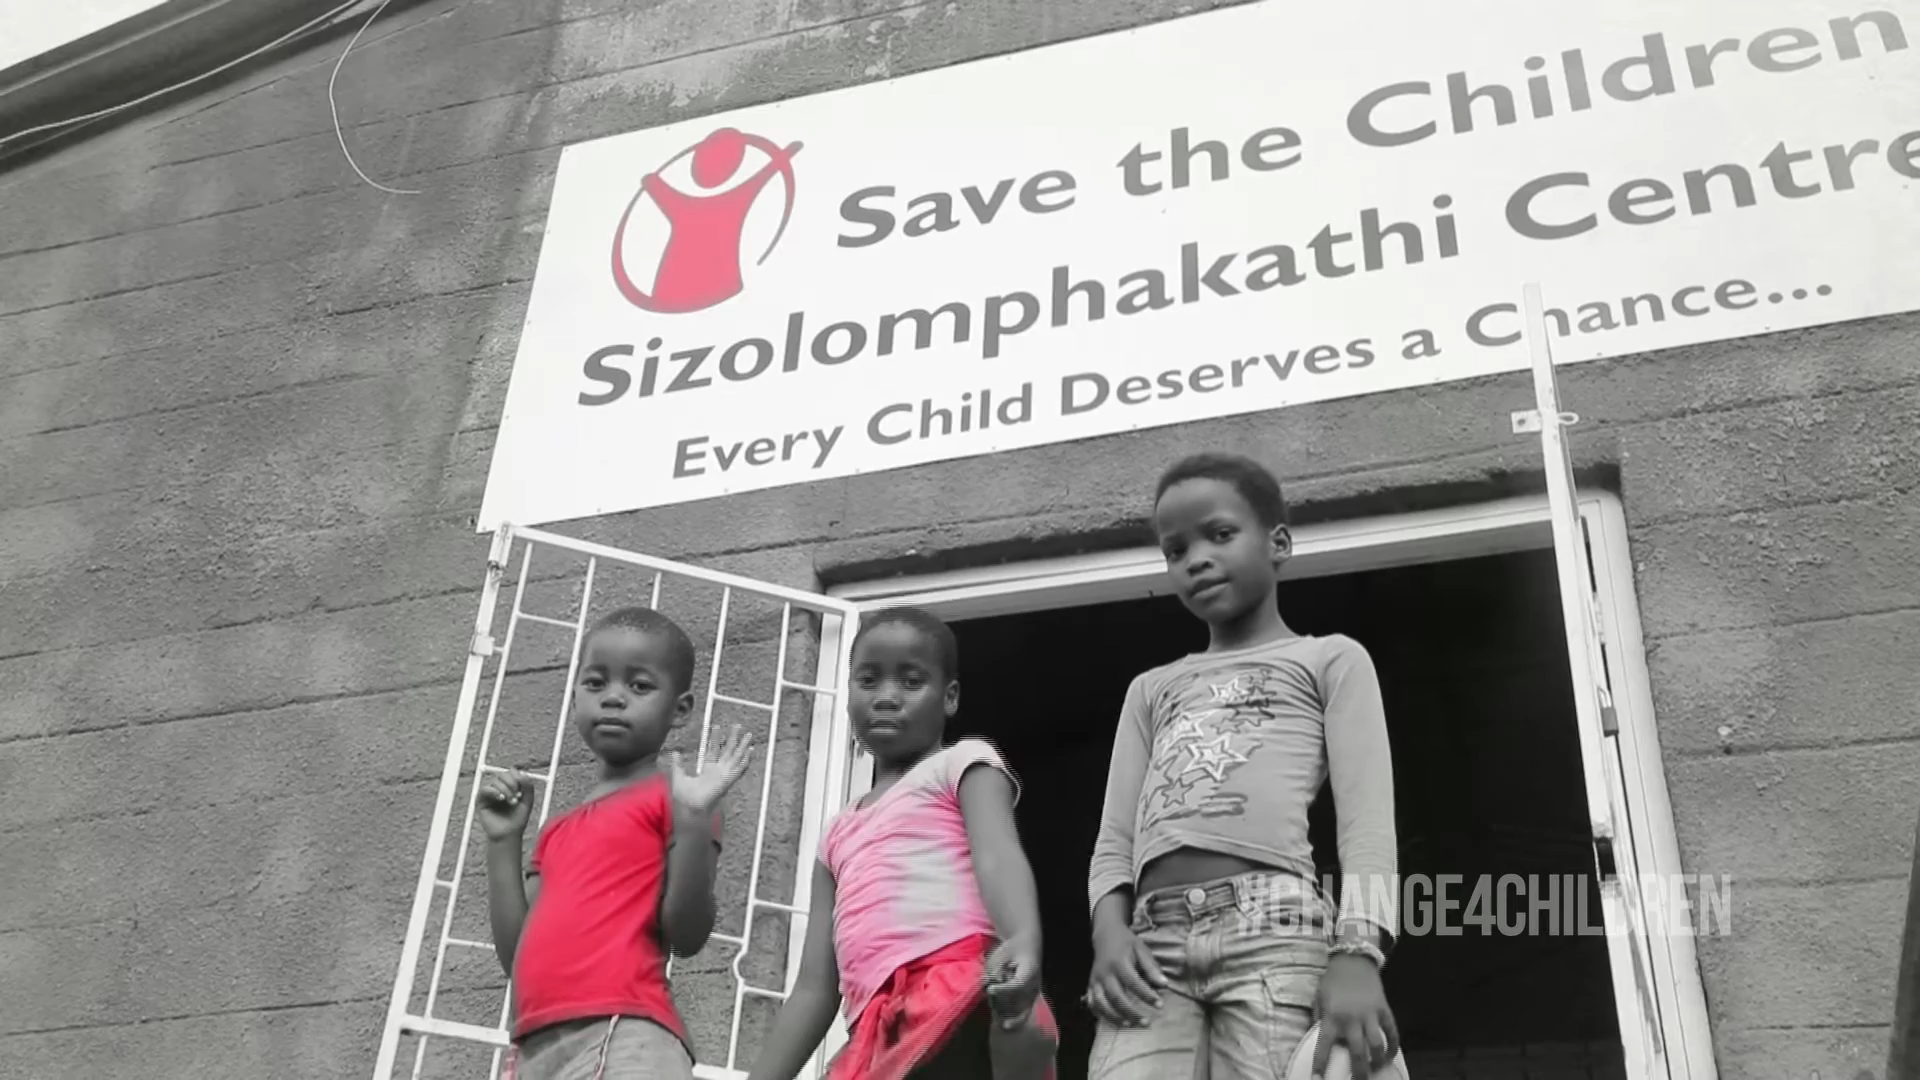 Save the Children
Sizolomphakathi Centre
Every Child Deserves a Chance...
#CHANGE4CHILDREN